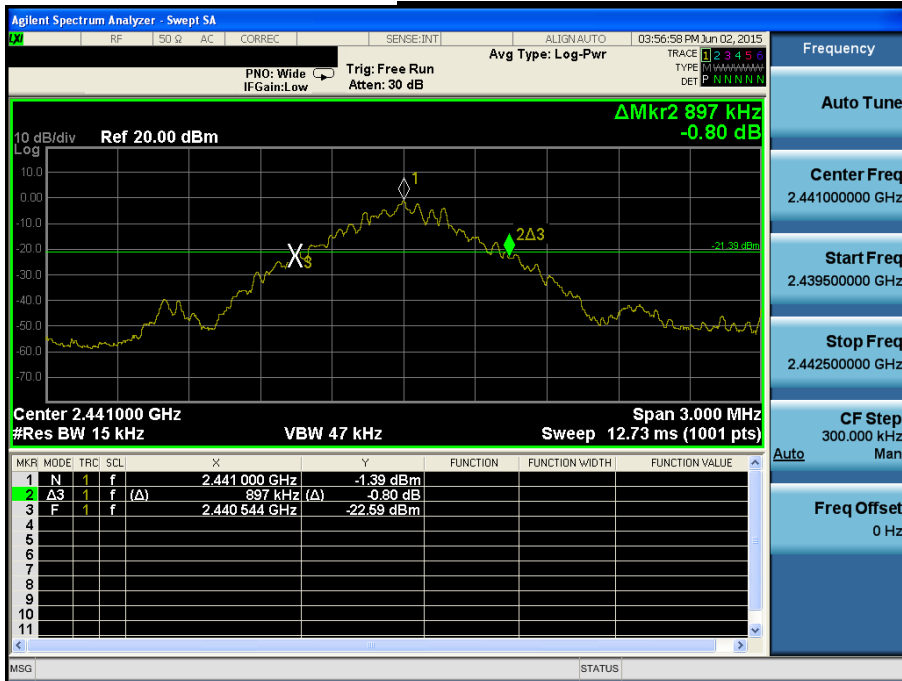 Agilent Spectrum Analyzer - Swept SA
LXI RF 50 Ω AC CORREC SENSE:INT ALIGN AUTO 03:56:58 PM Jun 02, 2015
Frequency
Avg Type: Log-Pwr TRACE 1 2 3 4 5 6
PNO: Wide Trig: Free Run TYPE M WWWWW
IFGain:Low Atten: 30 dB DET P N N N N N
Auto Tune
ΔMkr2 897 kHz
-0.80 dB
10 dB/div Ref 20.00 dBm
Log
10.0
0.00
-10.0
-20.0
-30.0
-40.0
-50.0
-60.0
-70.0
1
2Δ3
3
-21.39 dBm
Center Freq
2.441000000 GHz
Start Freq
2.439500000 GHz
Stop Freq
2.442500000 GHz
Center 2.441000 GHz Span 3.000 MHz
#Res BW 15 kHz VBW 47 kHz Sweep 12.73 ms (1001 pts)
CF Step
300.000 kHz
Auto Man
MKR MODE TRC SCL X Y FUNCTION FUNCTION WIDTH FUNCTION VALUE
1 N 1 f 2.441 000 GHz -1.39 dBm
2 Δ3 1 f (Δ) 897 kHz (Δ) -0.80 dB
3 F 1 f 2.440 544 GHz -22.59 dBm
4
5
6
7
8
9
10
11
Freq Offset
0 Hz
MSG STATUS